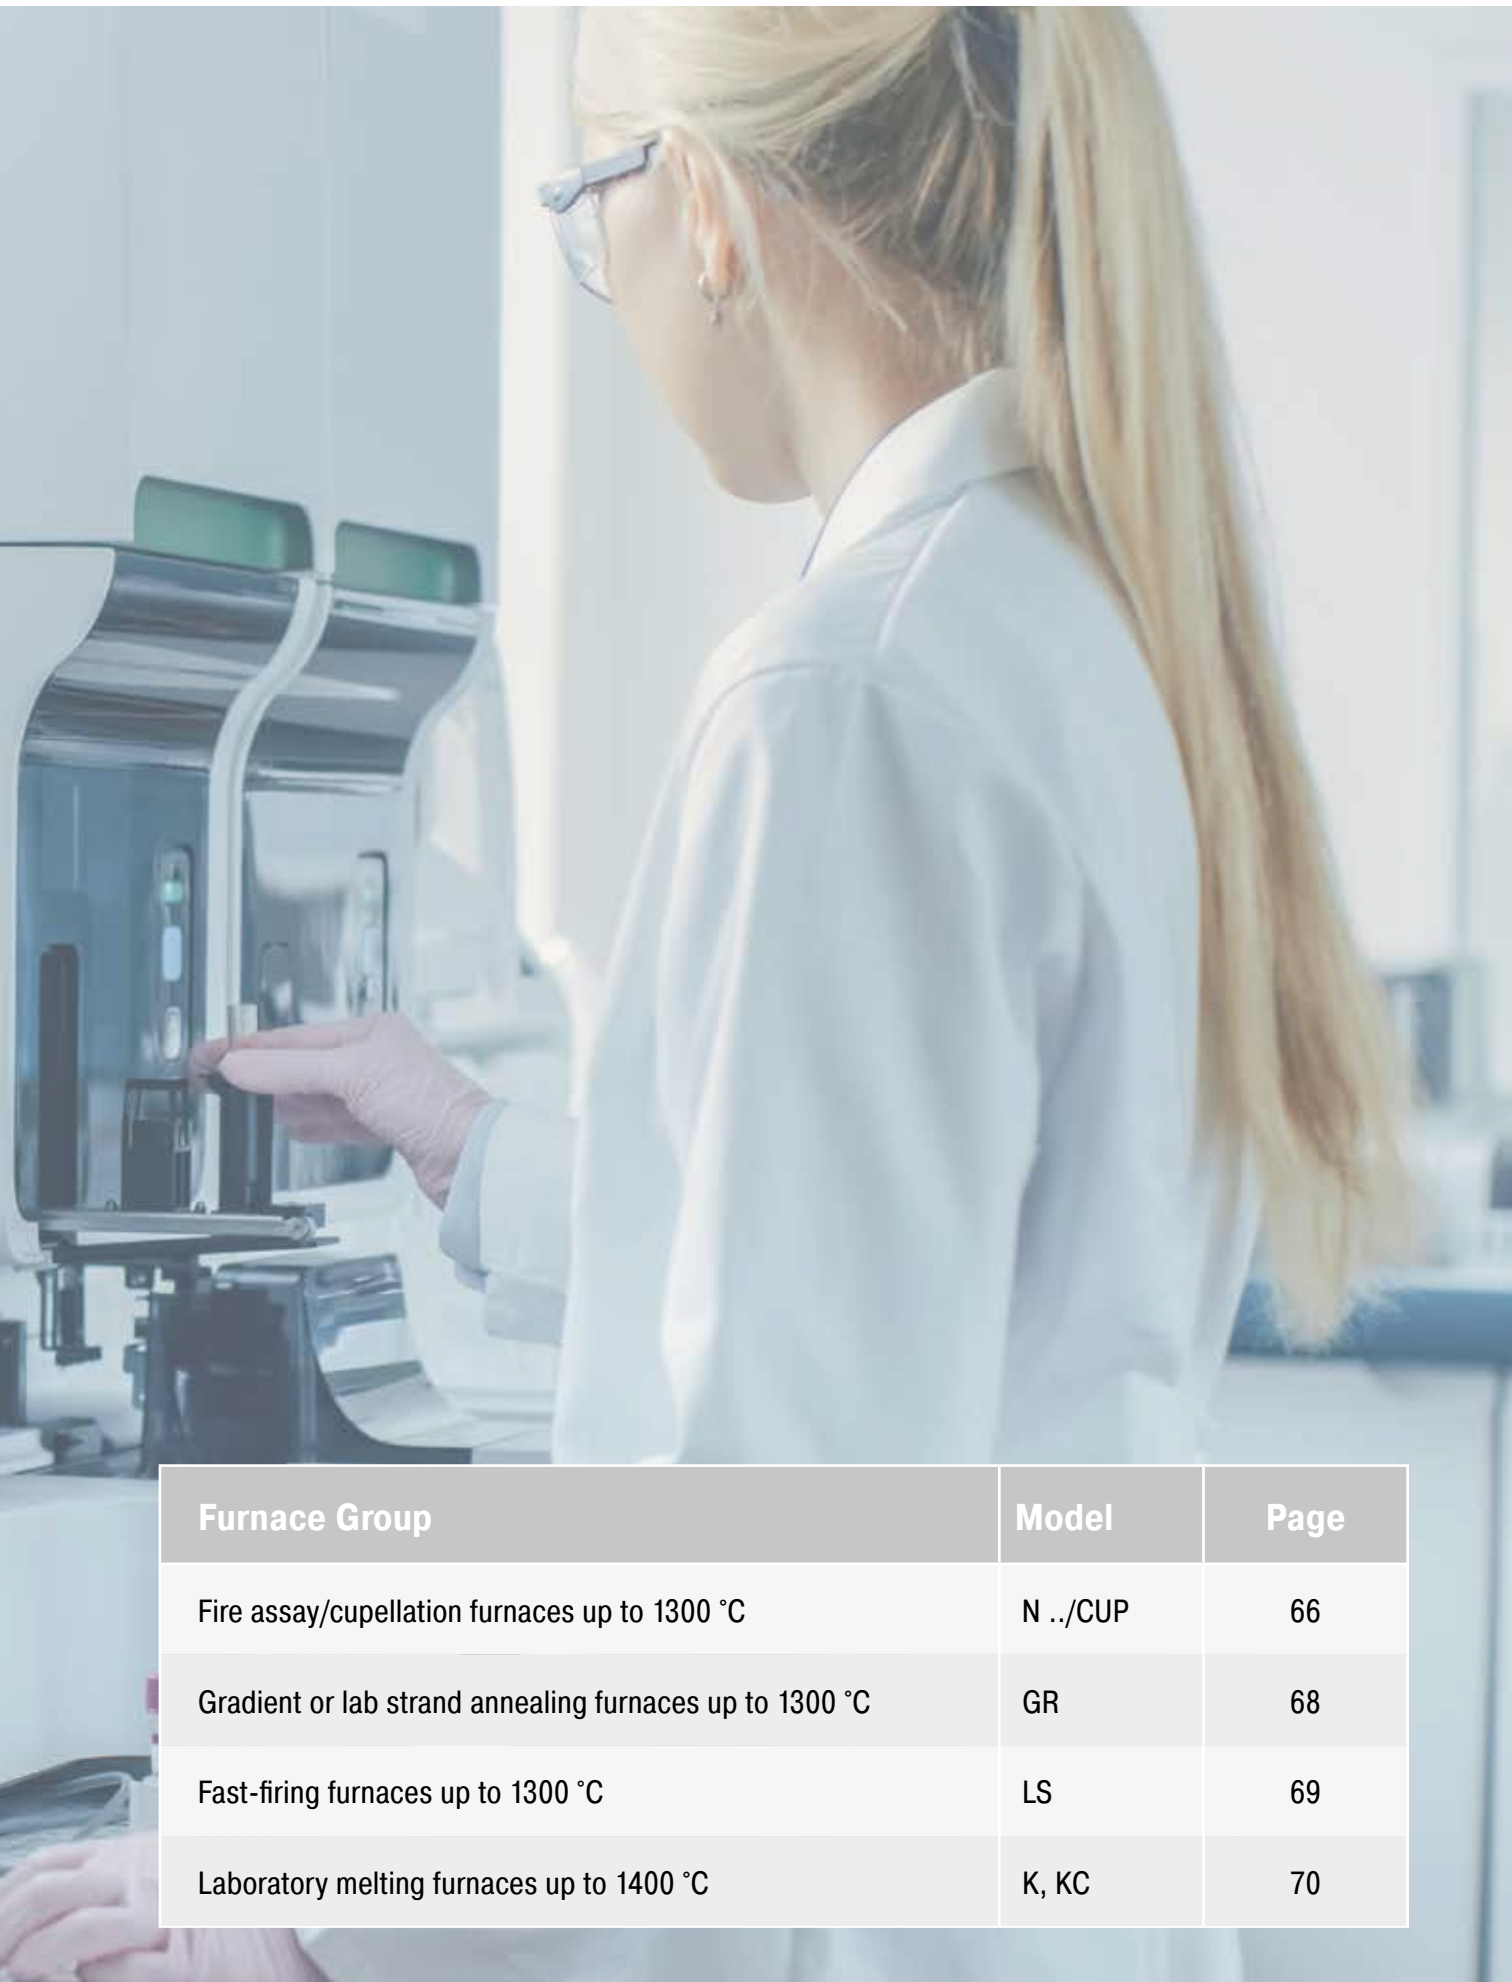 Furnace Group Model Page
Fire assay/cupellation furnaces up to 1300 °C N ../CUP 66
Gradient or lab strand annealing furnaces up to 1300 °C GR 68
Fast-firing furnaces up to 1300 °C LS 69
Laboratory melting furnaces up to 1400 °C K, KC 70